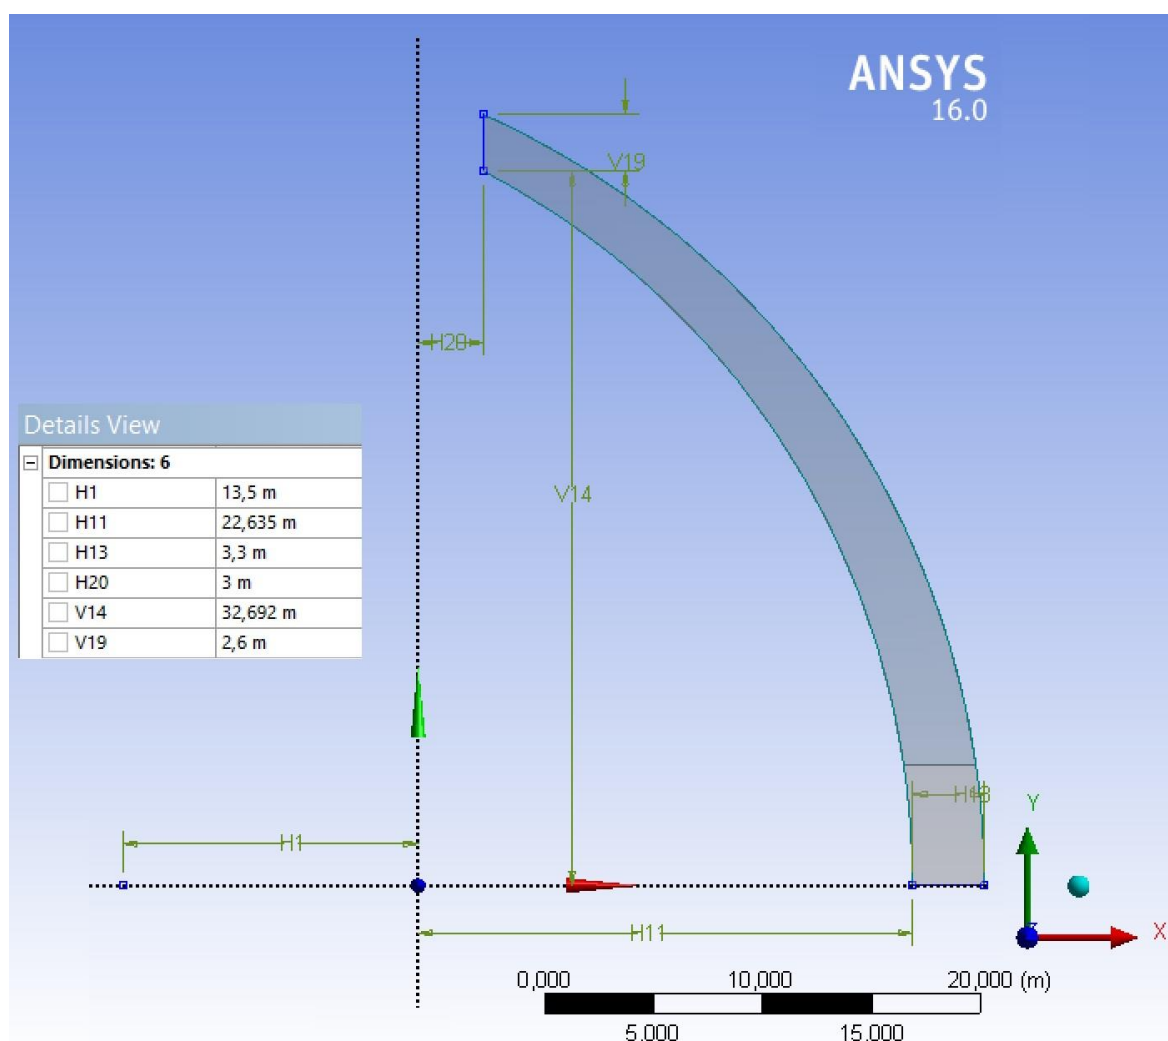 ANSYS
16.0
V19
H20
Details View
Dimensions: 6
H1 13,5 m
H11 22,635 m
H13 3,3 m
H20 3 m
V14 32,692 m
V19 2,6 m
V14
H13
Y
H1
X
H11
0,000 10,000 20,000 (m)
5,000 15,000